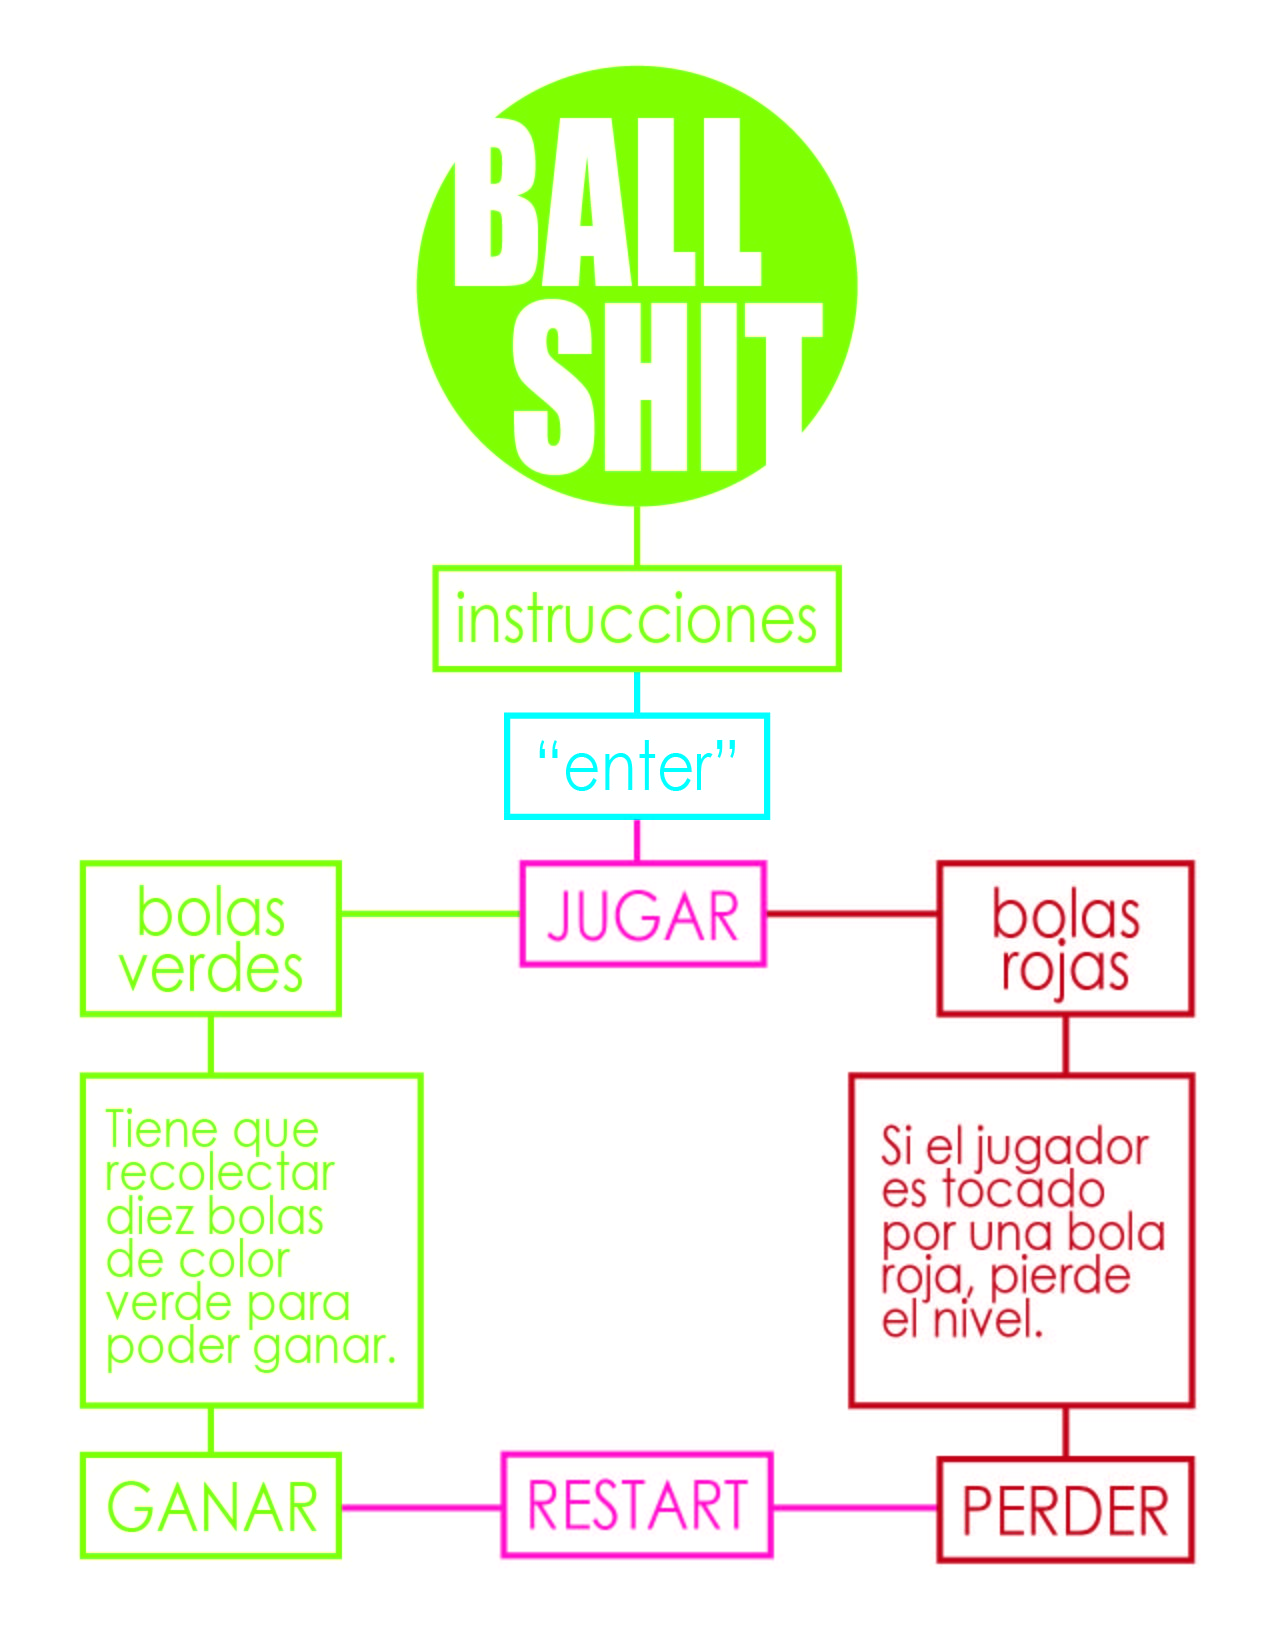 BALL
SHIT
instrucciones
“enter”
JUGAR
bolas
verdes
bolas
rojas
Tiene que
recolectar
diez bolas
de color
verde para
poder ganar.
Si el jugador
es tocado
por una bola
roja, pierde
el nivel.
GANAR
RESTART
PERDER